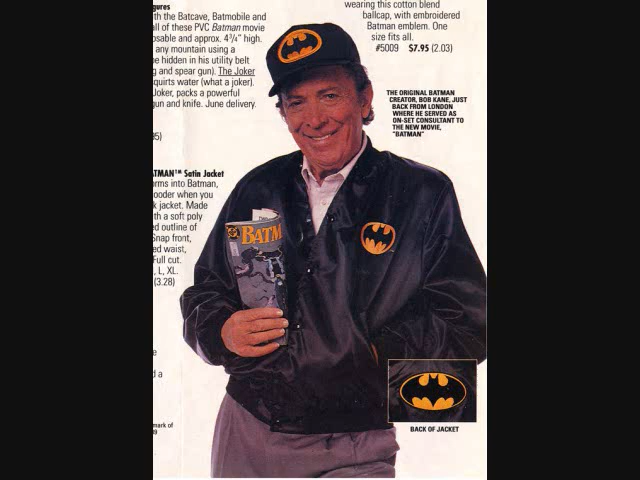 gures
th the Batcave, Batmobile and
all of these PVC Batman movie
osable and approx. 4¾" high.
any mountain using a
e hidden in his utility belt
g and spear gun). The Joker
quirts water (what a joker).
Joker, packs a powerful
gun and knife. June delivery.
95)
ATMAN™ Satin Jacket
orms into Batman,
ooder when you
k jacket. Made
th a soft poly
ed outline of
Snap front,
ed waist,
Full cut.
, L, XL.
(3.28)
e
d a
mark of
wearing this cotton blend
ballcap, with embroidered
Batman emblem. One
size fits all.
#5009 $7.95 (2.03)
THE ORIGINAL BATMAN
CREATOR, BOB KANE, JUST
BACK FROM LONDON
WHERE HE SERVED AS
ON-SET CONSULTANT TO
THE NEW MOVIE,
"BATMAN"
DC
BATM
BACK OF JACKET